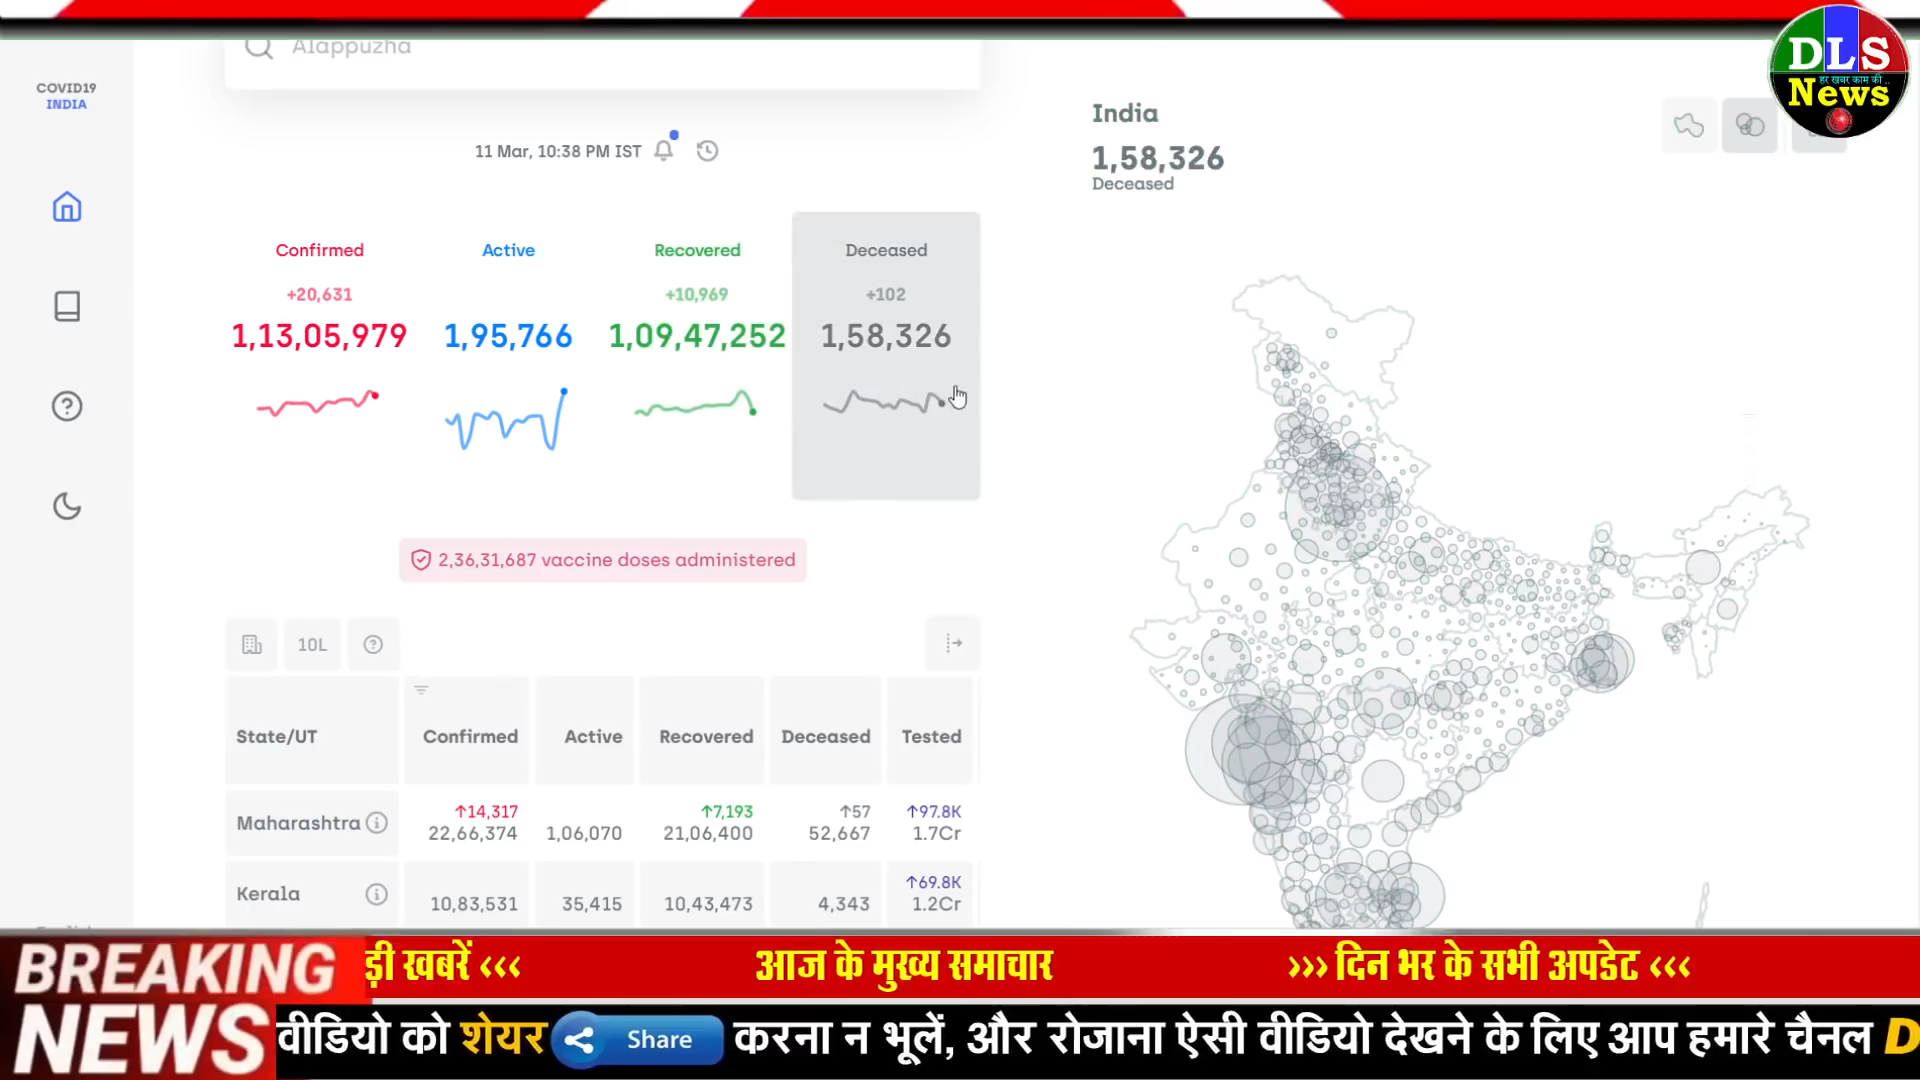 Alappuzha
COVID19
INDIA
11 Mar, 10:38 PM IST
Confirmed
+20,631
1,13,05,979
Active
1,95,766
Recovered
+10,969
1,09,47,252
Deceased
+102
1,58,326
2,36,31,687 vaccine doses administered
10L
State/UT Confirmed Active Recovered Deceased Tested
↑14,317 ↑7,193 ↑57 ↑97.8K
Maharashtra 22,66,374 1,06,070 21,06,400 52,667 1.7Cr
↑69.8K
Kerala 10,83,531 35,415 10,43,473 4,343 1.2Cr
India
1,58,326
Deceased
DLS
हर खबर काम की..
News
BREAKING
NEWS
ड़ी खबरें ‹‹‹ आज के मुख्य समाचार ››› दिन भर के सभी अपडेट ‹‹‹
वीडियो को शेयर Share करना न भूलें, और रोजाना ऐसी वीडियो देखने के लिए आप हमारे चैनल D